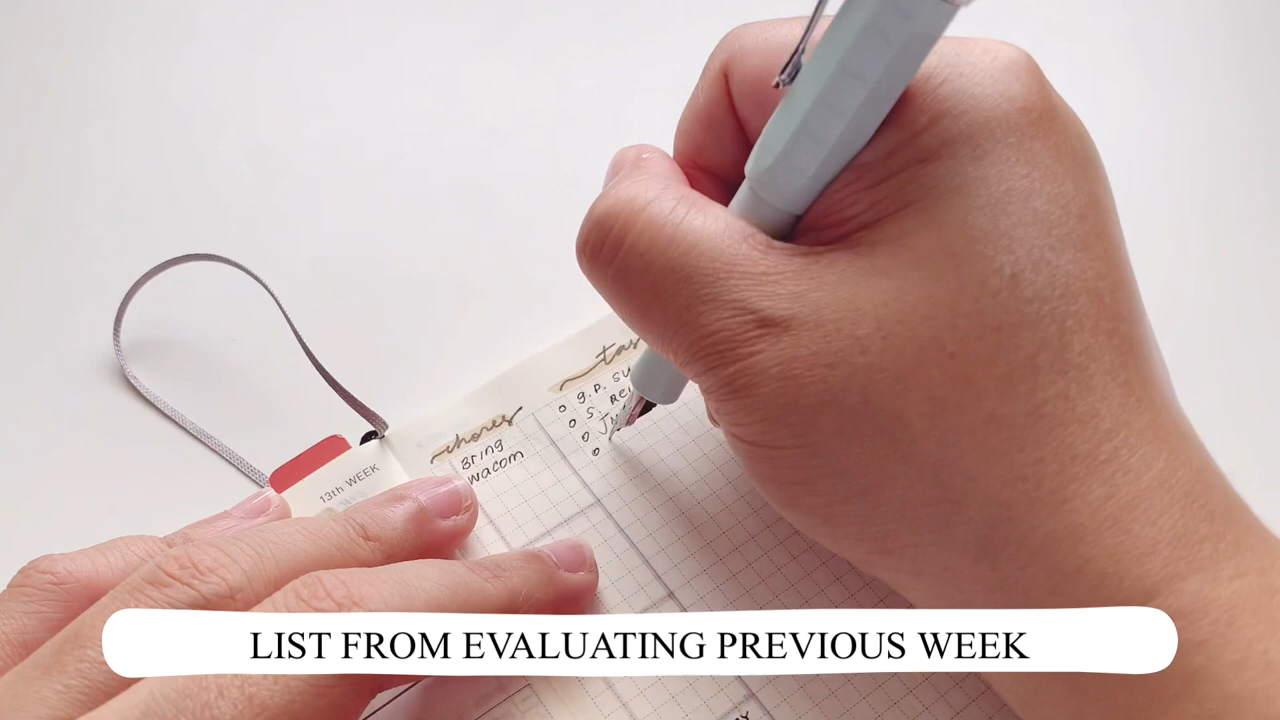 chores
Bring
wacom
g.p.
s.
13th WEEK
LIST FROM EVALUATING PREVIOUS WEEK